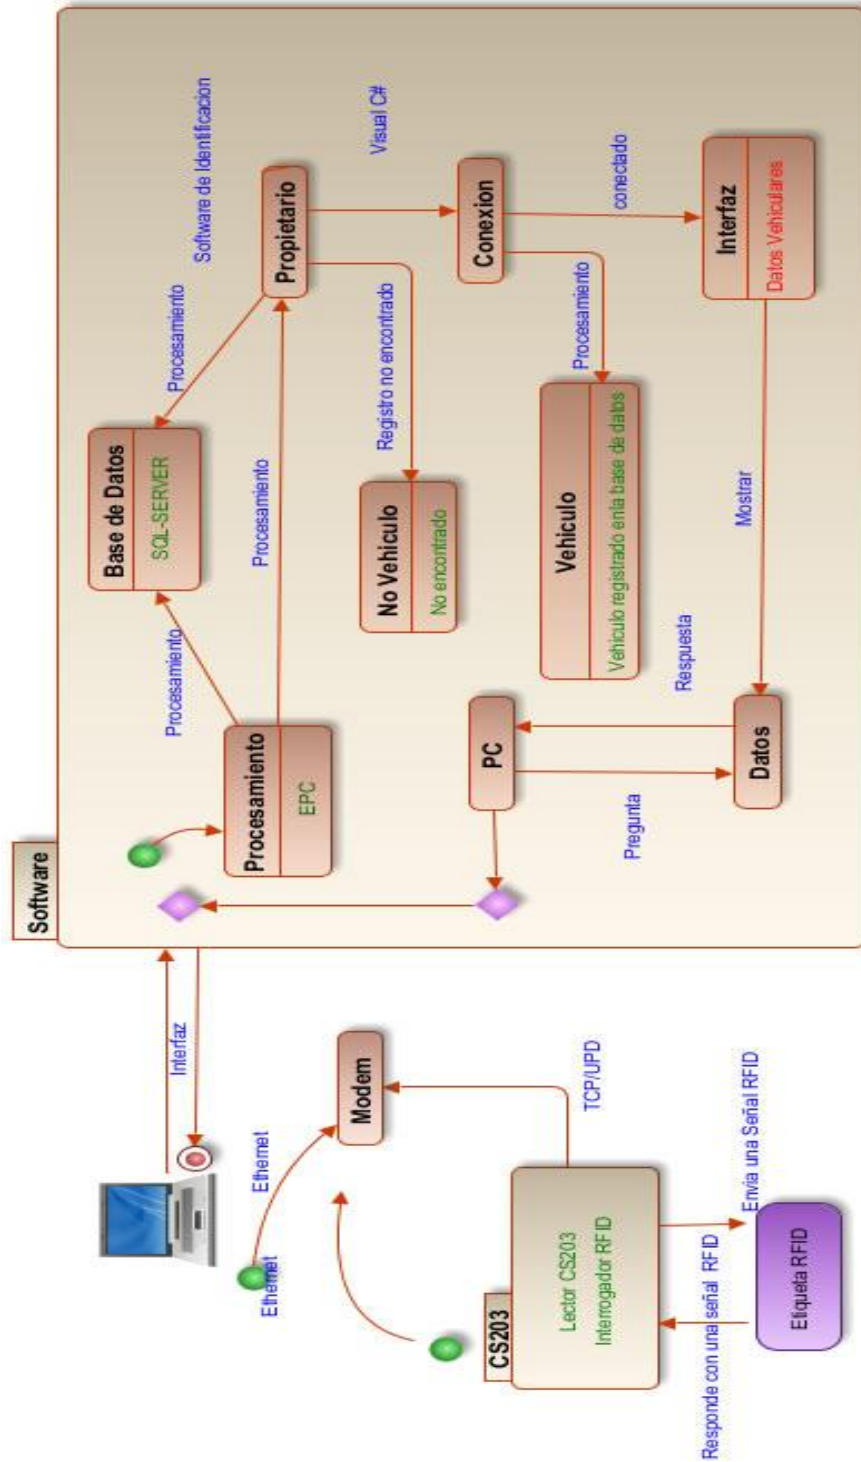 Software
Software de Identificacion
Procesamiento
EPC
Procesamiento
Base de Datos
SQL-SERVER
Procesamiento
Procesamiento
Propietario
Registro no encontrado
No Vehiculo
No encontrado
Visual C#
Conexion
Procesamiento
Vehiculo
Vehiculo registrado enla base de datos
conectado
Interfaz
Datos Vehiculares
Mostrar
PC
Respuesta
Pregunta
Datos
Interfaz
Ethernet
Ethernet
Modem
TCP/UPD
CS203
Lector CS203
Interrogador RFID
Envia una Señal RFID
Responde con una señal RFID
Etiqueta RFID